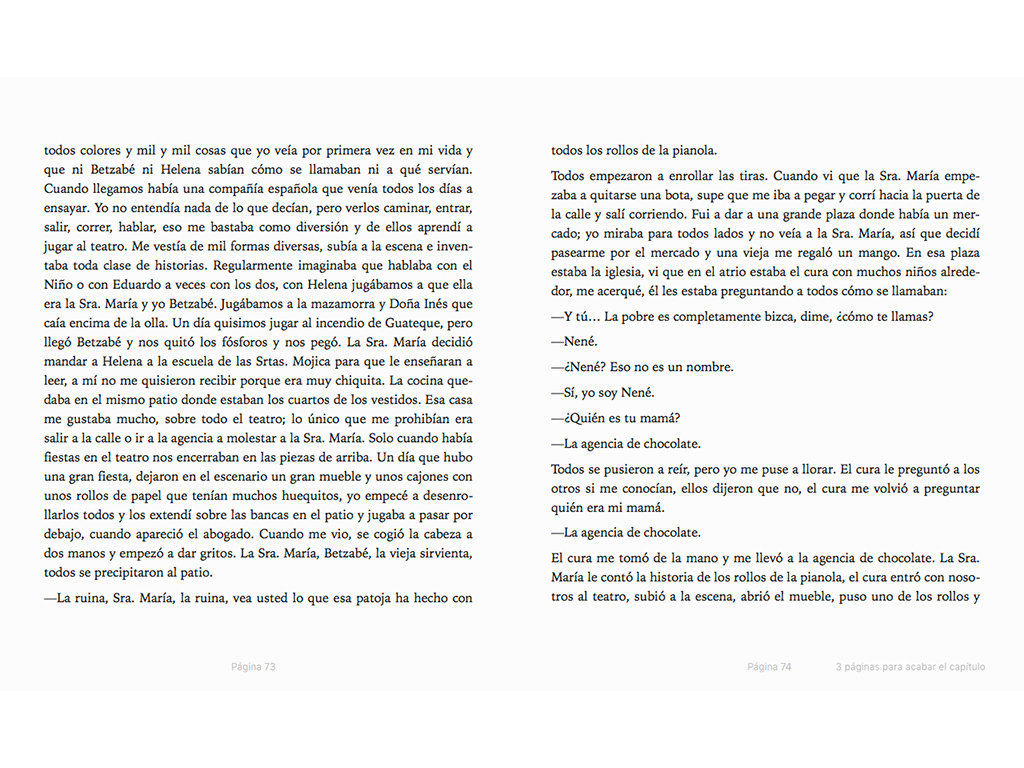 todos colores y mil y mil cosas que yo veía por primera vez en mi vida y
que ni Betzabé ni Helena sabían cómo se llamaban ni a qué servían.
Cuando llegamos había una compañía española que venía todos los días a
ensayar. Yo no entendía nada de lo que decían, pero verlos caminar, entrar,
salir, correr, hablar, eso me bastaba como diversión y de ellos aprendí a
jugar al teatro. Me vestía de mil formas diversas, subía a la escena e inven-
taba toda clase de historias. Regularmente imaginaba que hablaba con el
Niño o con Eduardo a veces con los dos, con Helena jugábamos a que ella
era la Sra. María y yo Betzabé. Jugábamos a la mazamorra y Doña Inés que
caía encima de la olla. Un día quisimos jugar al incendio de Guateque, pero
llegó Betzabé y nos quitó los fósforos y nos pegó. La Sra. María decidió
mandar a Helena a la escuela de las Srtas. Mojica para que le enseñaran a
leer, a mí no me quisieron recibir porque era muy chiquita. La cocina que-
daba en el mismo patio donde estaban los cuartos de los vestidos. Esa casa
me gustaba mucho, sobre todo el teatro; lo único que me prohibían era
salir a la calle o ir a la agencia a molestar a la Sra. María. Solo cuando había
fiestas en el teatro nos encerraban en las piezas de arriba. Un día que hubo
una gran fiesta, dejaron en el escenario un gran mueble y unos cajones con
unos rollos de papel que tenían muchos huequitos, yo empecé a desenro-
llarlos todos y los extendí sobre las bancas en el patio y jugaba a pasar por
debajo, cuando apareció el abogado. Cuando me vio, se cogió la cabeza a
dos manos y empezó a dar gritos. La Sra. María, Betzabé, la vieja sirvienta,
todos se precipitaron al patio.
—La ruina, Sra. María, la ruina, vea usted lo que esa patoja ha hecho con
Página 73
todos los rollos de la pianola.
Todos empezaron a enrollar las tiras. Cuando vi que la Sra. María empe-
zaba a quitarse una bota, supe que me iba a pegar y corrí hacia la puerta de
la calle y salí corriendo. Fui a dar a una grande plaza donde había un mer-
cado; yo miraba para todos lados y no veía a la Sra. María, así que decidí
pasearme por el mercado y una vieja me regaló un mango. En esa plaza
estaba la iglesia, vi que en el atrio estaba el cura con muchos niños alrede-
dor, me acerqué, él les estaba preguntando a todos cómo se llamaban:
—Y tú… La pobre es completamente bizca, dime, ¿cómo te llamas?
—Nené.
—¿Nené? Eso no es un nombre.
—Sí, yo soy Nené.
—¿Quién es tu mamá?
—La agencia de chocolate.
Todos se pusieron a reír, pero yo me puse a llorar. El cura le preguntó a los
otros si me conocían, ellos dijeron que no, el cura me volvió a preguntar
quién era mi mamá.
—La agencia de chocolate.
El cura me tomó de la mano y me llevó a la agencia de chocolate. La Sra.
María le contó la historia de los rollos de la pianola, el cura entró con noso-
tros al teatro, subió a la escena, abrió el mueble, puso uno de los rollos y
Página 74
3 páginas para acabar el capítulo